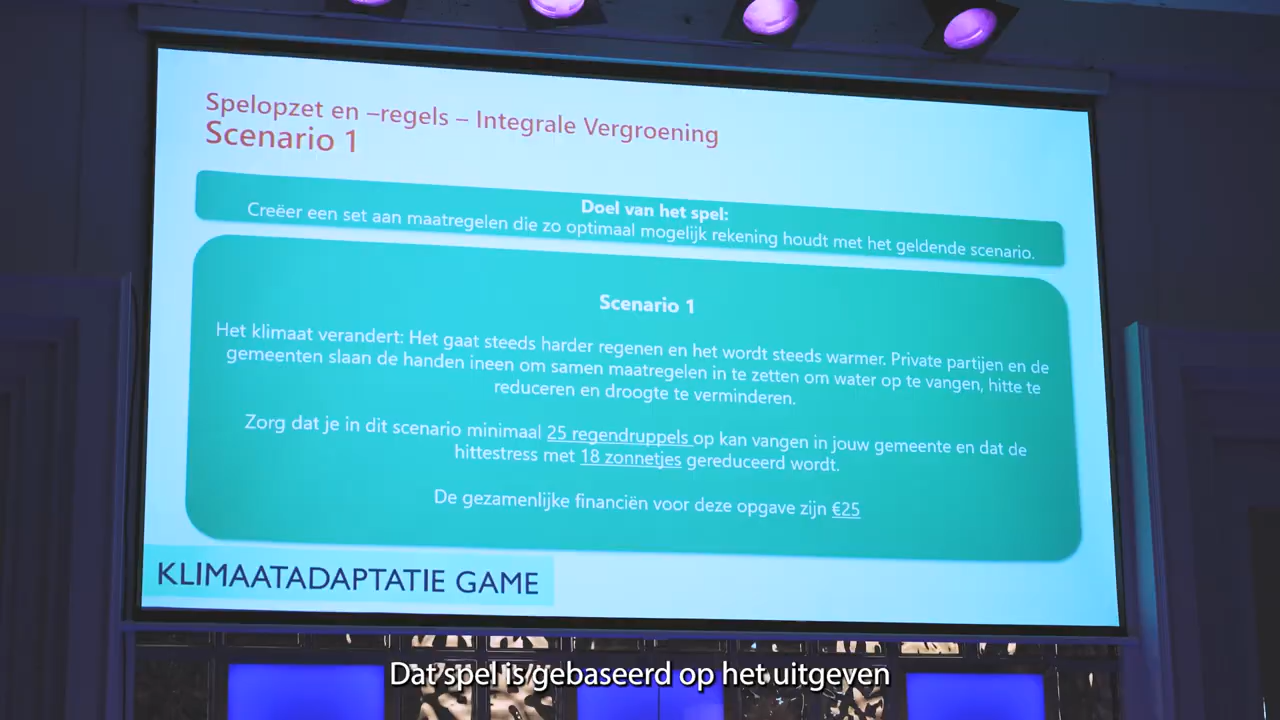 Spelopzet en –regels – Integrale Vergroening
Scenario 1
Doel van het spel:
Creëer een set aan maatregelen die zo optimaal mogelijk rekening houdt met het geldende scenario.
Scenario 1
Het klimaat verandert: Het gaat steeds harder regenen en het wordt steeds warmer. Private partijen en de
gemeenten slaan de handen ineen om samen maatregelen in te zetten om water op te vangen, hitte te
reduceren en droogte te verminderen.
Zorg dat je in dit scenario minimaal 25 regendruppels op kan vangen in jouw gemeente en dat de
hittestress met 18 zonnetjes gereduceerd wordt.
De gezamenlijke financiën voor deze opgave zijn €25
KLIMAATADAPTATIE GAME
Dat spel is gebaseerd op het uitgeven